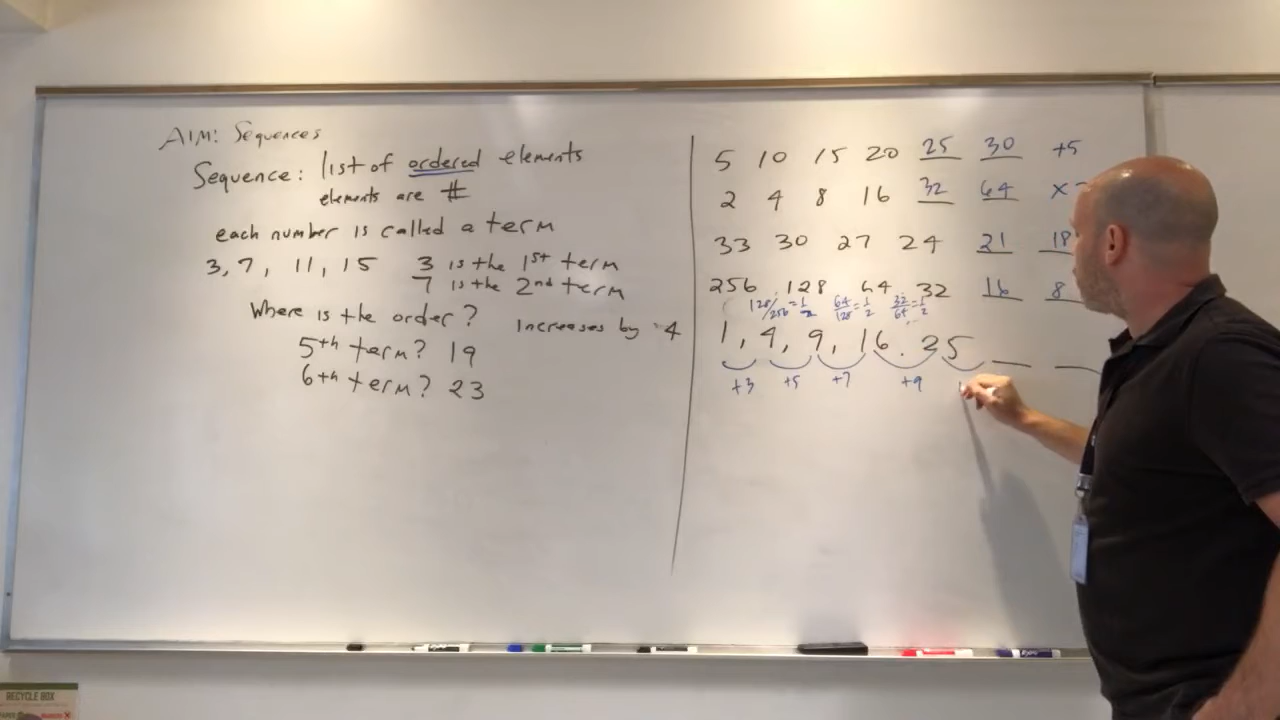 AIM: Sequences
Sequence: list of ordered elements
elements are #
each number is called a term
3, 7, 11, 15 3 is the 1st term
7 is the 2nd term
Where is the order? Increases by 4
5th term? 19
6th term? 23
5 10 15 20 25 30 +5
2 4 8 16 32 64 x
33 30 27 24 21 18
256 128 64 32 16 8
128/256 = 1/2 64/128 = 1/2 32/64 = 1/2
1, 4, 9, 16. 25
+3 +5 +7 +9
RECYCLE BOX